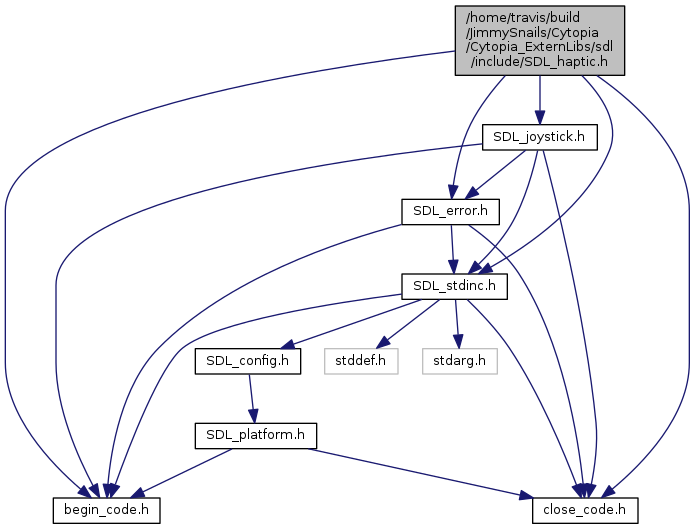 /home/travis/build
/JimmySnails/Cytopia
/Cytopia_ExternLibs/sdl
/include/SDL_haptic.h
SDL_joystick.h
SDL_error.h
SDL_stdinc.h
SDL_config.h
stddef.h
stdarg.h
SDL_platform.h
begin_code.h
close_code.h